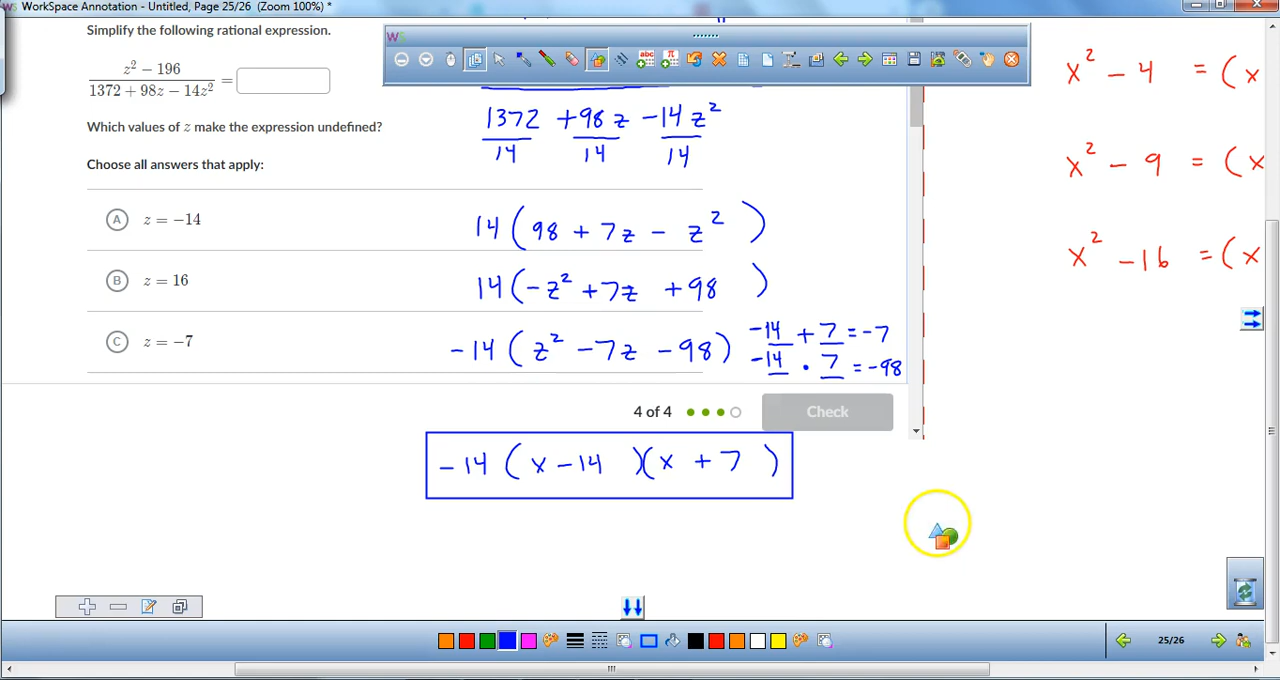 WorkSpace Annotation - Untitled, Page 25/26 (Zoom 100%) *
Simplify the following rational expression.
z² − 196
1372 + 98z − 14z²
=
Which values of z make the expression undefined?
Choose all answers that apply:
A z = −14
B z = 16
C z = −7
4 of 4
Check
1372 +98z −14z²
14 14 14
14(98 + 7z − z² )
14(−z² +7z +98 )
−14(z² −7z −98)
−14 + 7 = −7
−14 · 7 = −98
−14(x −14 )(x + 7 )
x² − 4 = (x
x² − 9 = (x
x² −16 = (x
25/26